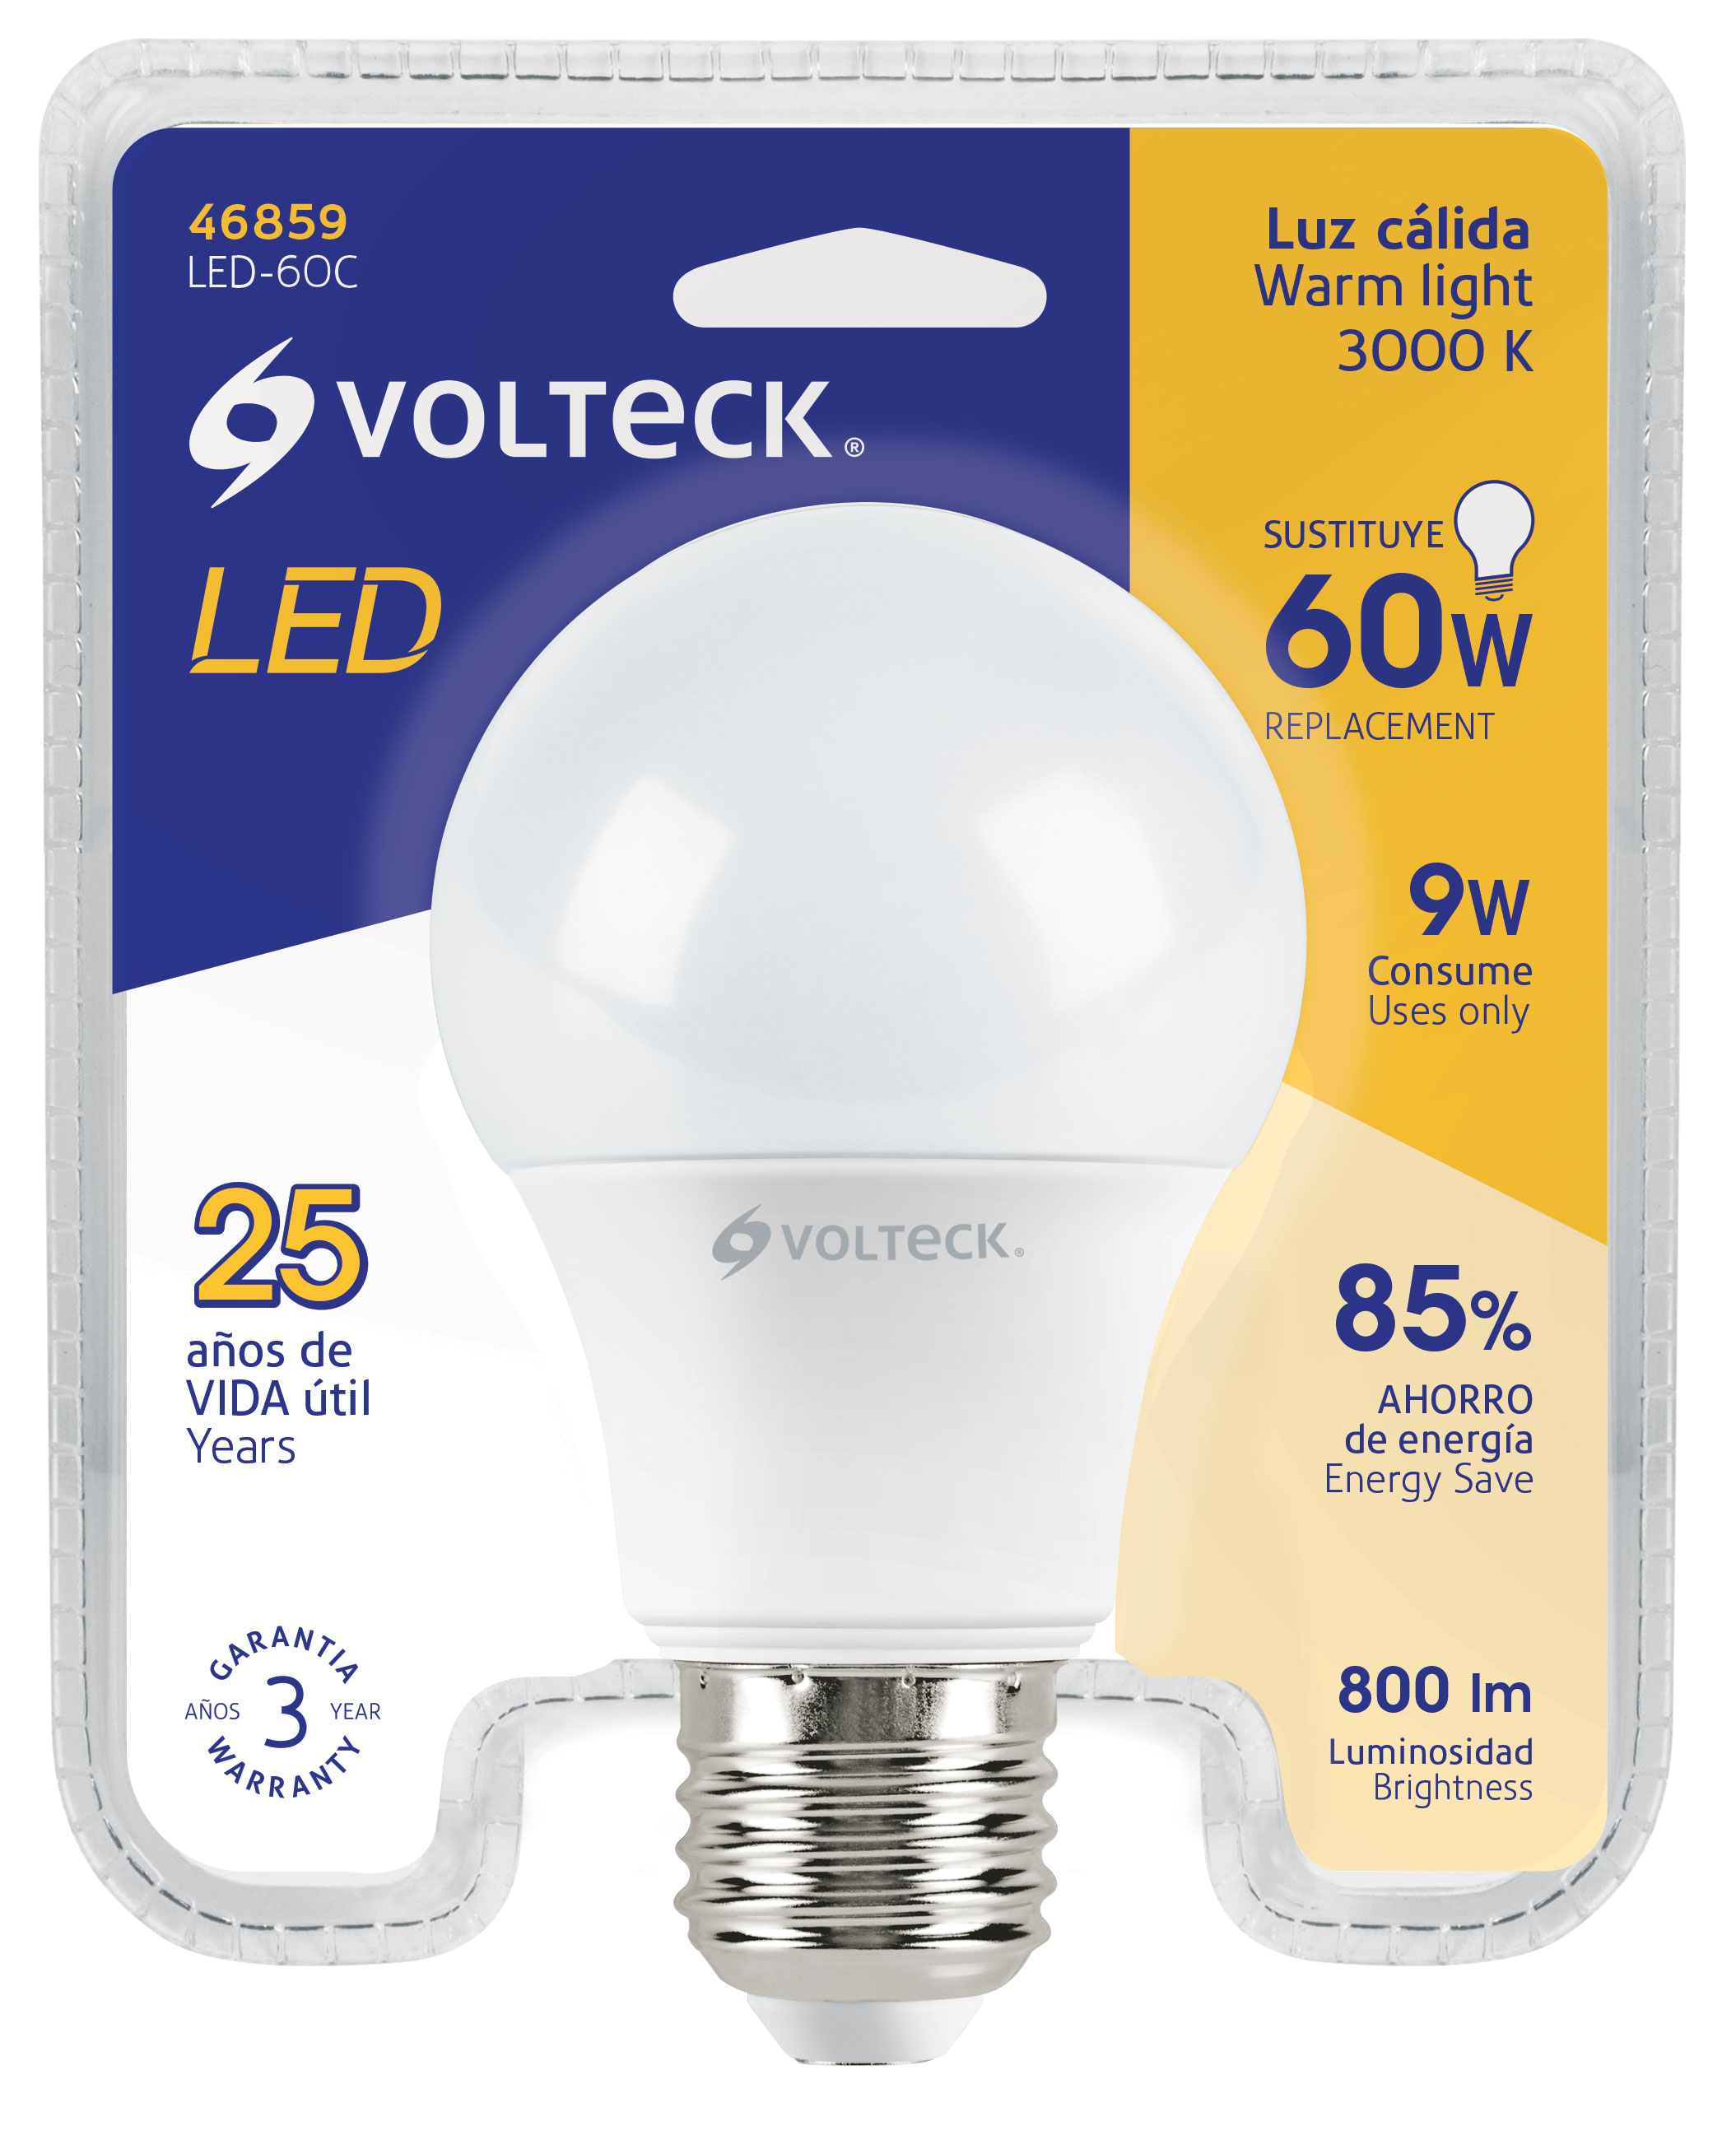 46859
LED-60C
VOLTECK®
LED
Luz cálida
Warm light
3000 K
SUSTITUYE
60W
REPLACEMENT
9W
Consume
Uses only
VOLTECK®
25
años de
VIDA útil
Years
85%
AHORRO
de energía
Energy Save
GARANTIA
AÑOS 3 YEAR
WARRANTY
800 lm
Luminosidad
Brightness